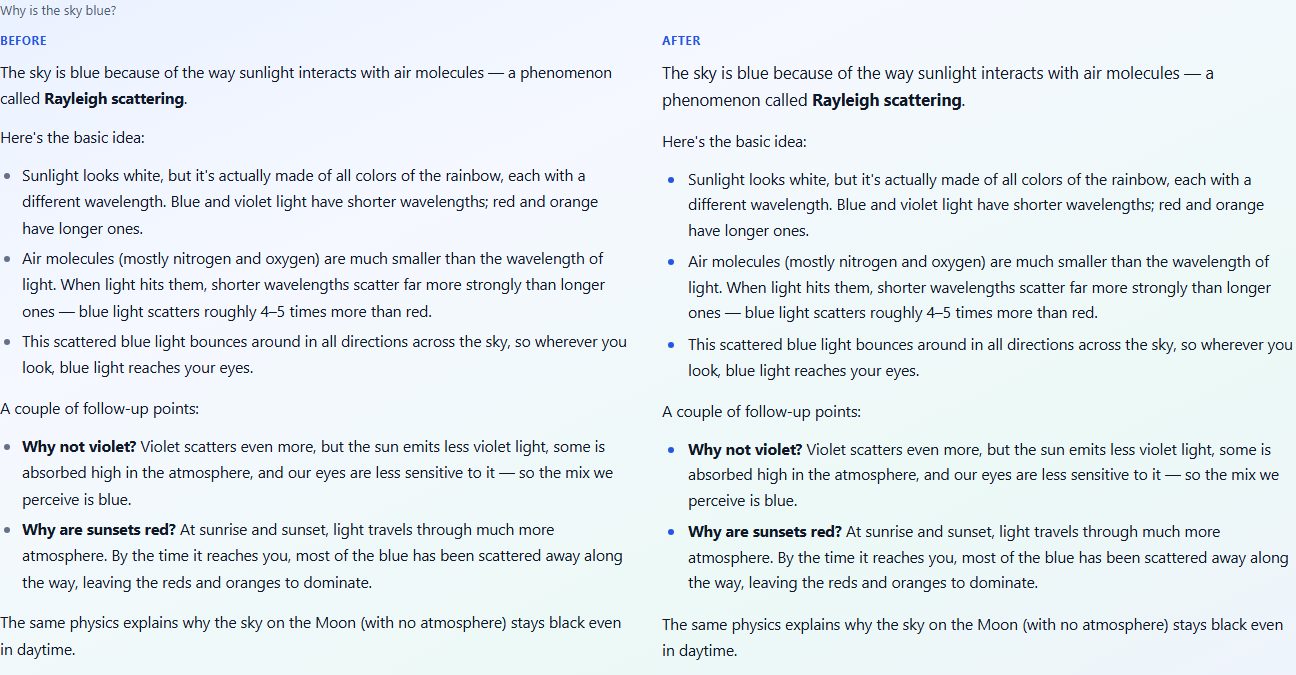 Why is the sky blue?
BEFORE
The sky is blue because of the way sunlight interacts with air molecules — a phenomenon
called Rayleigh scattering.
Here's the basic idea:
• Sunlight looks white, but it's actually made of all colors of the rainbow, each with a
different wavelength. Blue and violet light have shorter wavelengths; red and orange
have longer ones.
• Air molecules (mostly nitrogen and oxygen) are much smaller than the wavelength of
light. When light hits them, shorter wavelengths scatter far more strongly than longer
ones — blue light scatters roughly 4–5 times more than red.
• This scattered blue light bounces around in all directions across the sky, so wherever you
look, blue light reaches your eyes.
A couple of follow-up points:
• Why not violet? Violet scatters even more, but the sun emits less violet light, some is
absorbed high in the atmosphere, and our eyes are less sensitive to it — so the mix we
perceive is blue.
• Why are sunsets red? At sunrise and sunset, light travels through much more
atmosphere. By the time it reaches you, most of the blue has been scattered away along
the way, leaving the reds and oranges to dominate.
The same physics explains why the sky on the Moon (with no atmosphere) stays black even
in daytime.
AFTER
The sky is blue because of the way sunlight interacts with air molecules — a
phenomenon called Rayleigh scattering.
Here's the basic idea:
• Sunlight looks white, but it's actually made of all colors of the rainbow, each with a
different wavelength. Blue and violet light have shorter wavelengths; red and orange
have longer ones.
• Air molecules (mostly nitrogen and oxygen) are much smaller than the wavelength of
light. When light hits them, shorter wavelengths scatter far more strongly than longer
ones — blue light scatters roughly 4–5 times more than red.
• This scattered blue light bounces around in all directions across the sky, so wherever you
look, blue light reaches your eyes.
A couple of follow-up points:
• Why not violet? Violet scatters even more, but the sun emits less violet light, some is
absorbed high in the atmosphere, and our eyes are less sensitive to it — so the mix we
perceive is blue.
• Why are sunsets red? At sunrise and sunset, light travels through much more
atmosphere. By the time it reaches you, most of the blue has been scattered away along
the way, leaving the reds and oranges to dominate.
The same physics explains why the sky on the Moon (with no atmosphere) stays black even
in daytime.